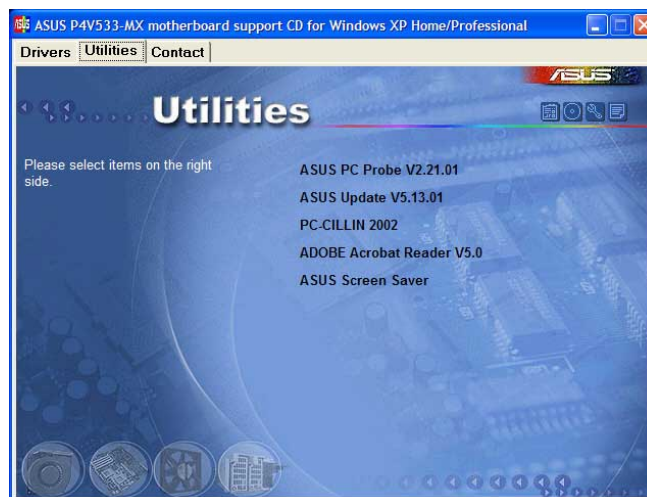 ASUS P4V533-MX motherboard support CD for Windows XP Home/Professional
Drivers Utilities Contact
ASUS
Utilities
Please select items on the right
side.
ASUS PC Probe V2.21.01
ASUS Update V5.13.01
PC-CILLIN 2002
ADOBE Acrobat Reader V5.0
ASUS Screen Saver